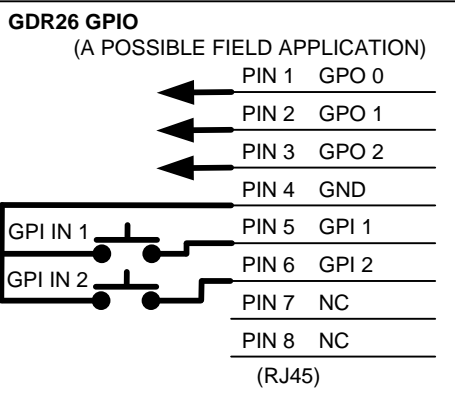 GDR26 GPIO
(A POSSIBLE FIELD APPLICATION)
PIN 1 GPO 0
PIN 2 GPO 1
PIN 3 GPO 2
PIN 4 GND
GPI IN 1
PIN 5 GPI 1
GPI IN 2
PIN 6 GPI 2
PIN 7 NC
PIN 8 NC
(RJ45)